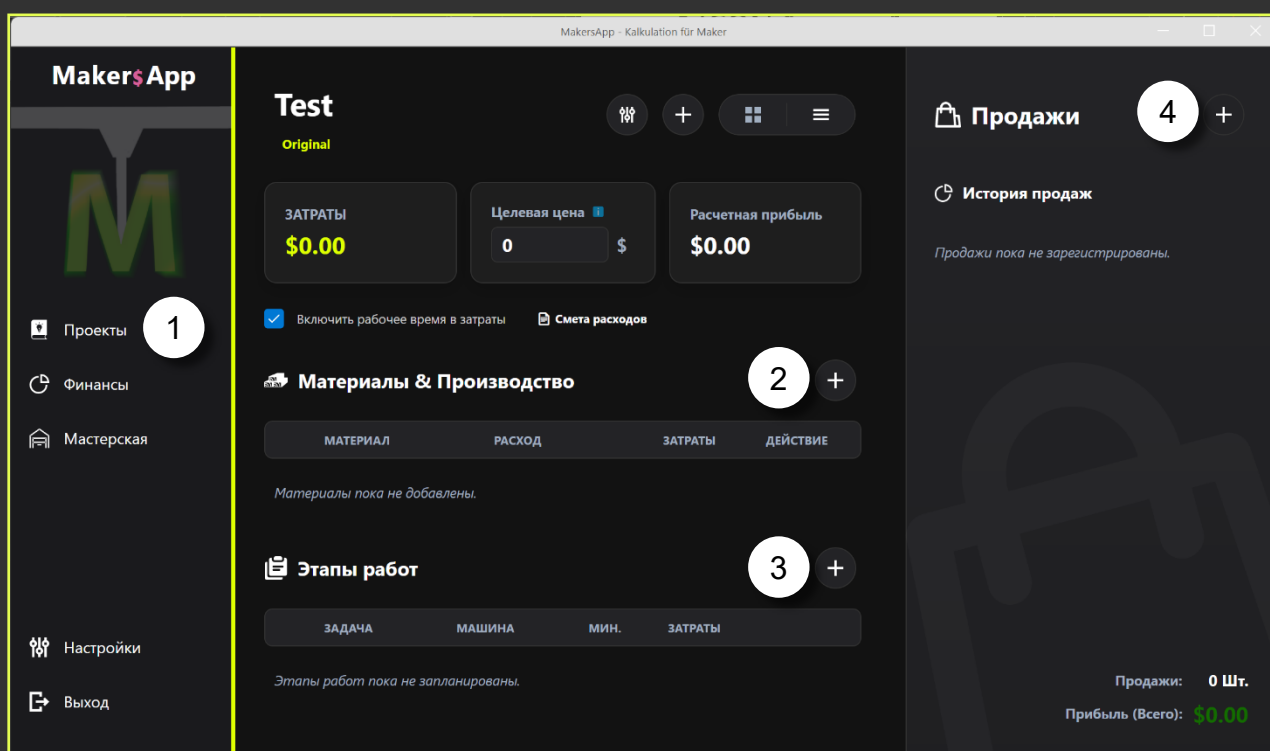 MakersApp - Kalkulation für Maker
Maker$App
Проекты
1
Финансы
Мастерская
Настройки
Выход
Test
Original
ЗАТРАТЫ
$0.00
Целевая цена
0 $
Расчетная прибыль
$0.00
Включить рабочее время в затраты
Смета расходов
Материалы & Производство
2
МАТЕРИАЛ РАСХОД ЗАТРАТЫ ДЕЙСТВИЕ
Материалы пока не добавлены.
Этапы работ
3
ЗАДАЧА МАШИНА МИН. ЗАТРАТЫ
Этапы работ пока не запланированы.
Продажи
4
История продаж
Продажи пока не зарегистрированы.
Продажи: 0 Шт.
Прибыль (Всего): $0.00